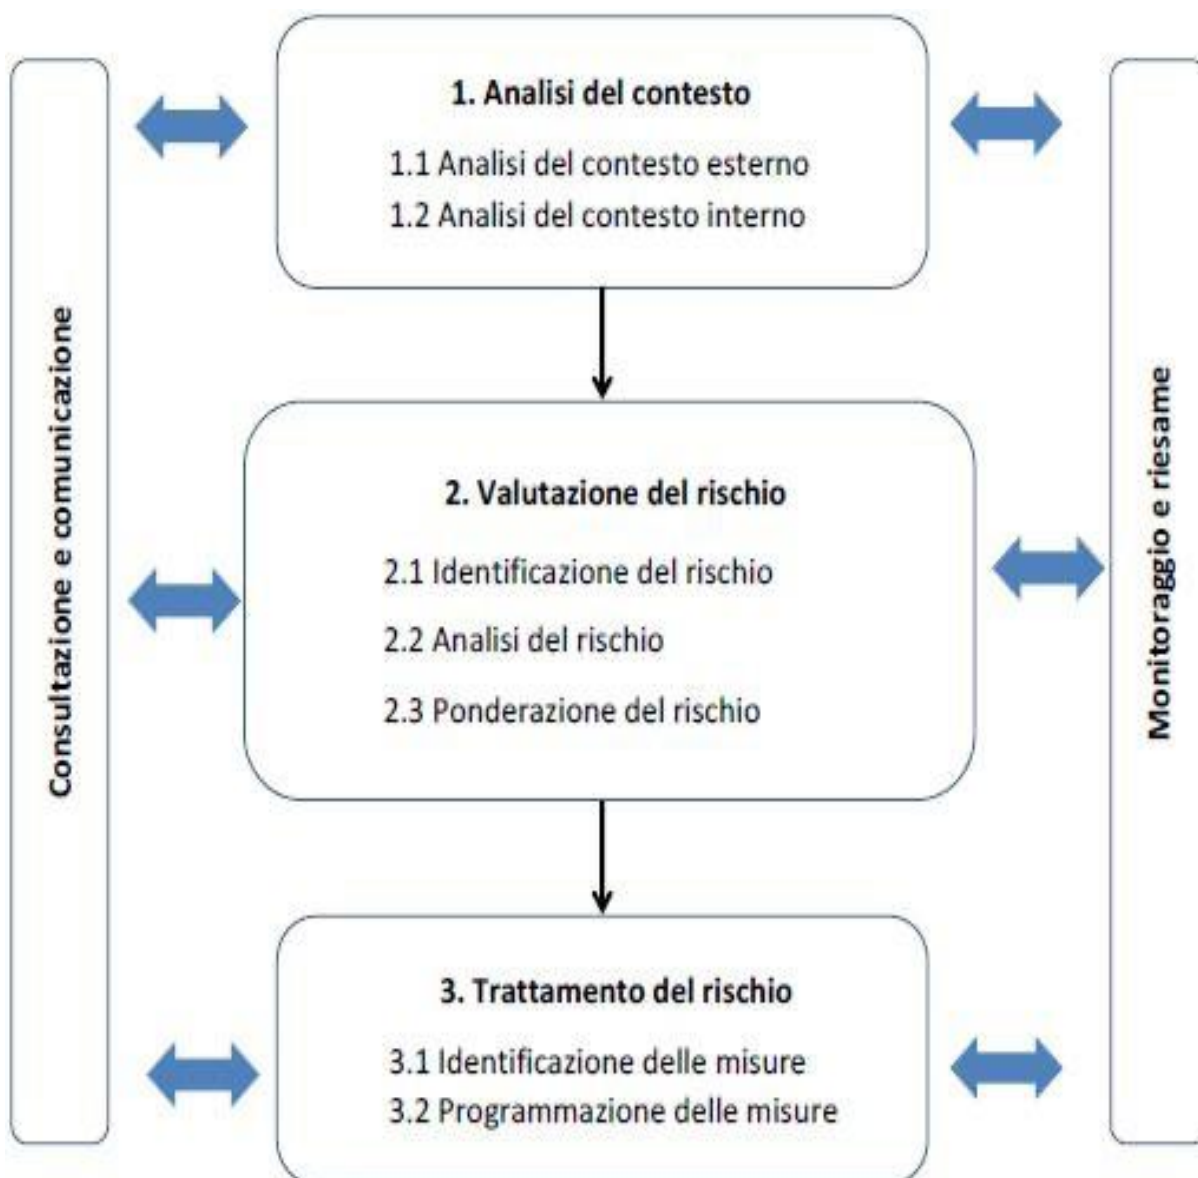 Consultazione e comunicazione
1. Analisi del contesto
1.1 Analisi del contesto esterno
1.2 Analisi del contesto interno
2. Valutazione del rischio
2.1 Identificazione del rischio
2.2 Analisi del rischio
2.3 Ponderazione del rischio
3. Trattamento del rischio
3.1 Identificazione delle misure
3.2 Programmazione delle misure
Monitoraggio e riesame